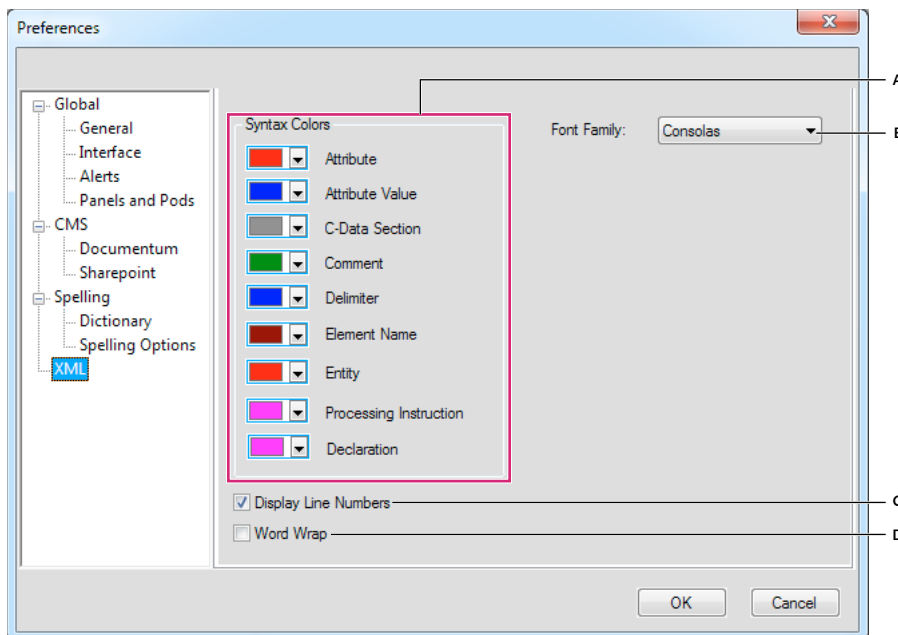 Preferences
A
Global
General
Interface
Alerts
Panels and Pods
CMS
Documentum
Sharepoint
Spelling
Dictionary
Spelling Options
XML
Syntax Colors
Attribute
Attribute Value
C-Data Section
Comment
Delimiter
Element Name
Entity
Processing Instruction
Declaration
Font Family:
Consolas
B
Display Line Numbers
C
Word Wrap
D
OK
Cancel